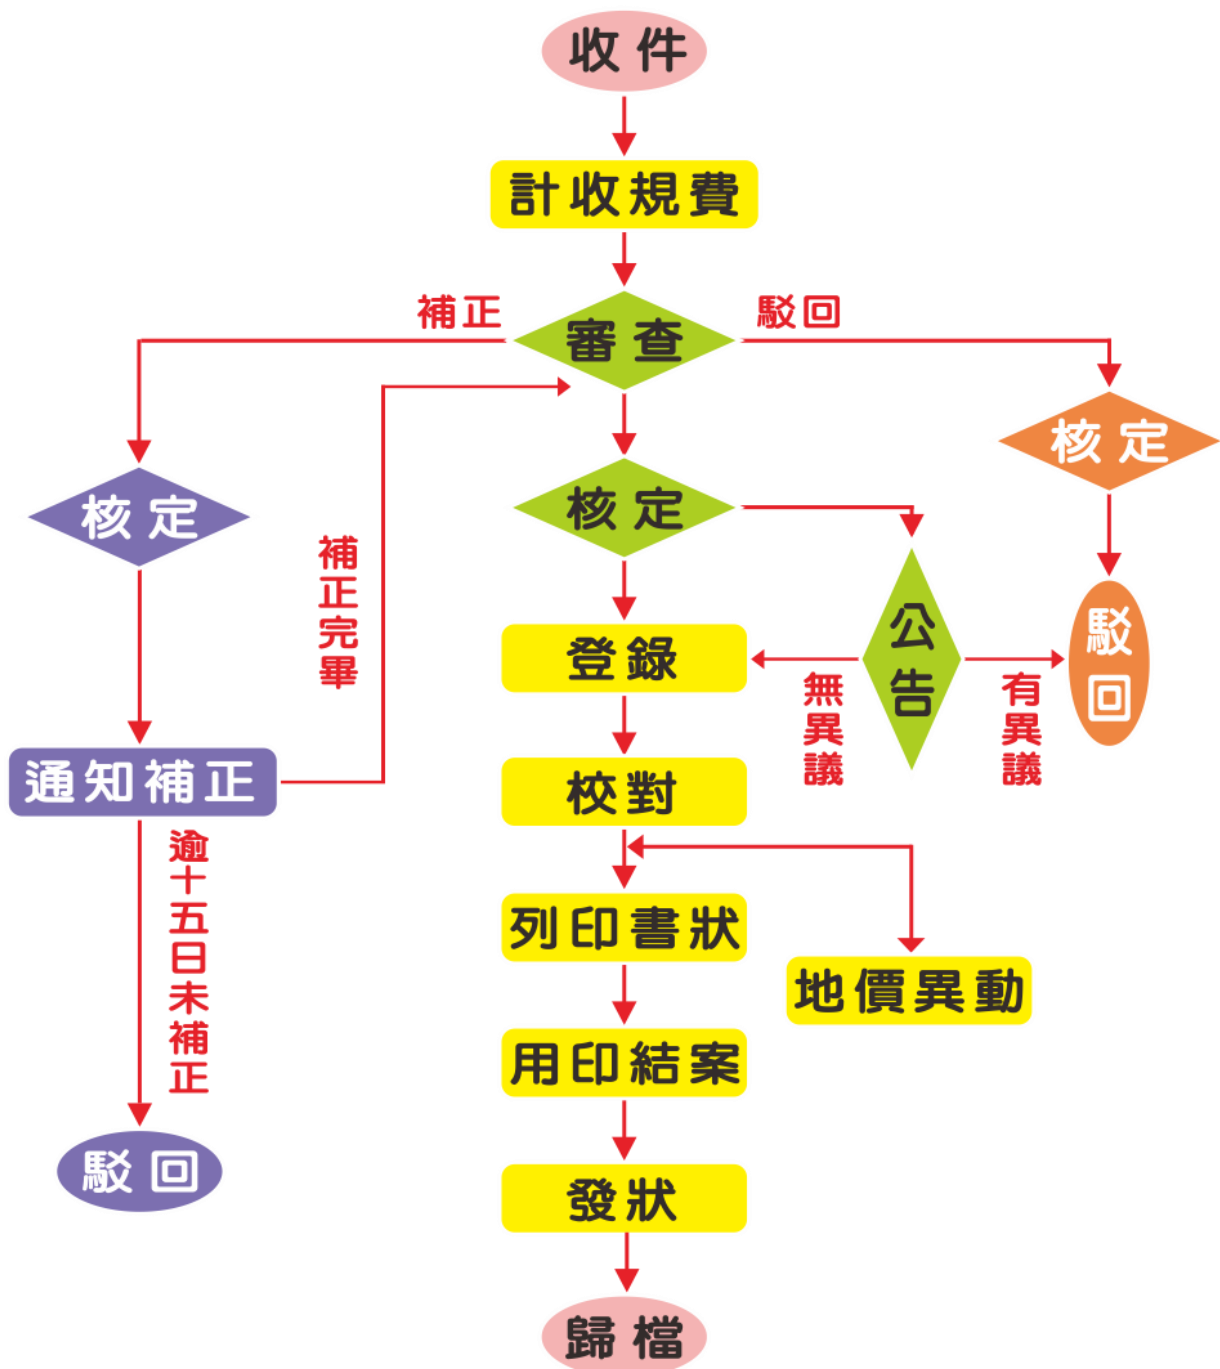 收件
計收規費
補正
駁回
審查
核定
核定
核定
補正完畢
公告
駁回
登錄
無異議
有異議
通知補正
校對
逾十五日未補正
列印書狀
地價異動
用印結案
駁回
發狀
歸檔